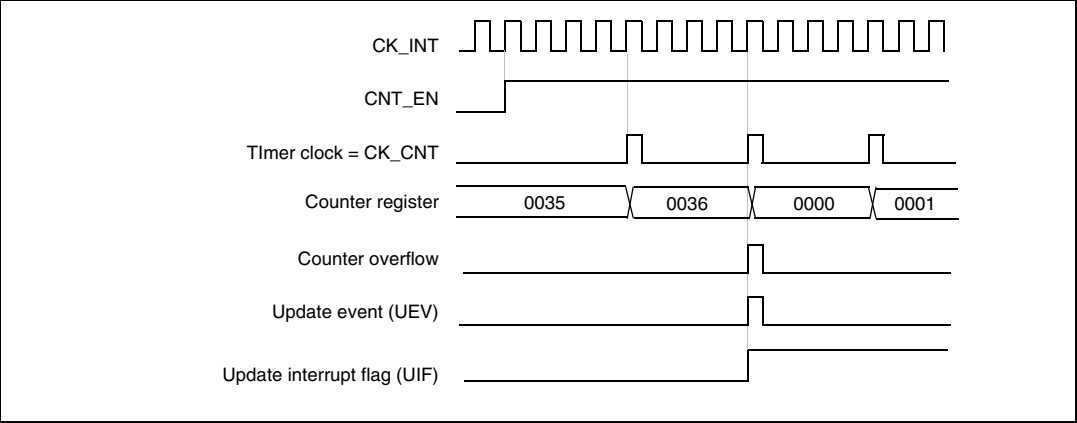 CK_INT
CNT_EN
TImer clock = CK_CNT
Counter register 0035 0036 0000 0001
Counter overflow
Update event (UEV)
Update interrupt flag (UIF)